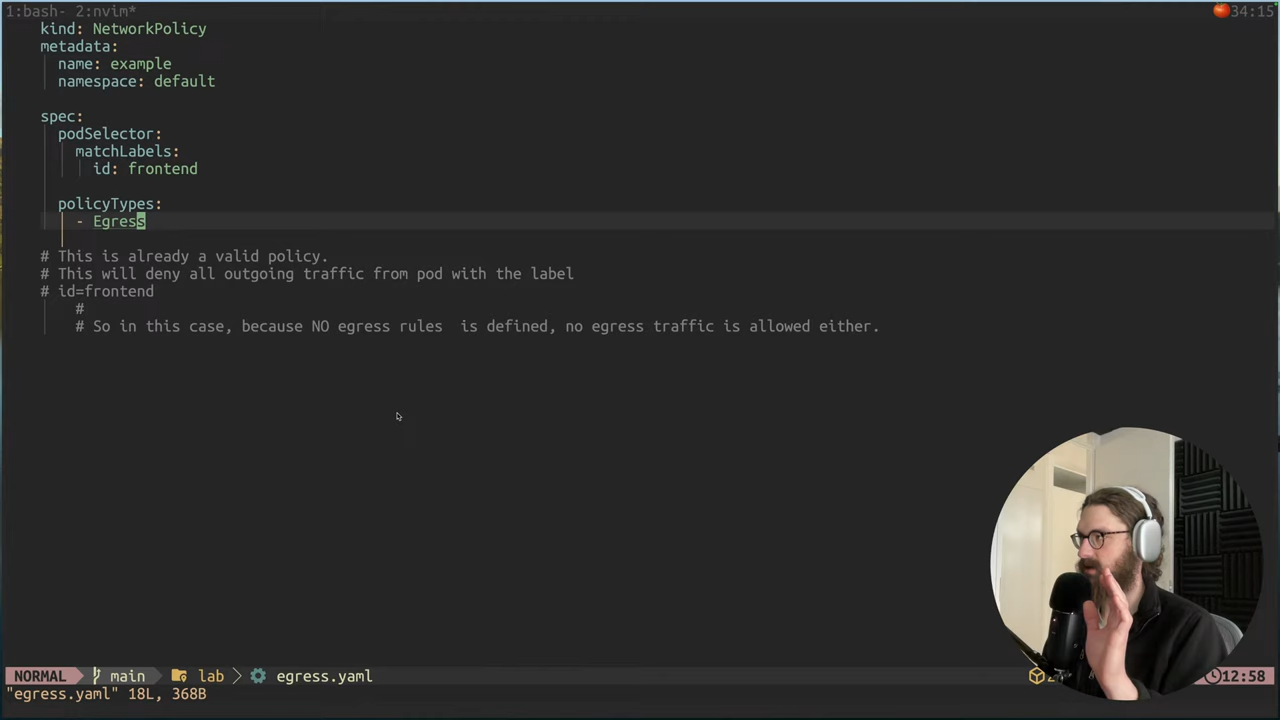 1:bash- 2:nvim*
34:15
kind: NetworkPolicy
metadata:
name: example
namespace: default
spec:
podSelector:
matchLabels:
id: frontend
policyTypes:
- Egress
# This is already a valid policy.
# This will deny all outgoing traffic from pod with the label
# id=frontend
#
# So in this case, because NO egress rules  is defined, no egress traffic is allowed either.
NORMAL main lab egress.yaml 12:58
"egress.yaml" 18L, 368B